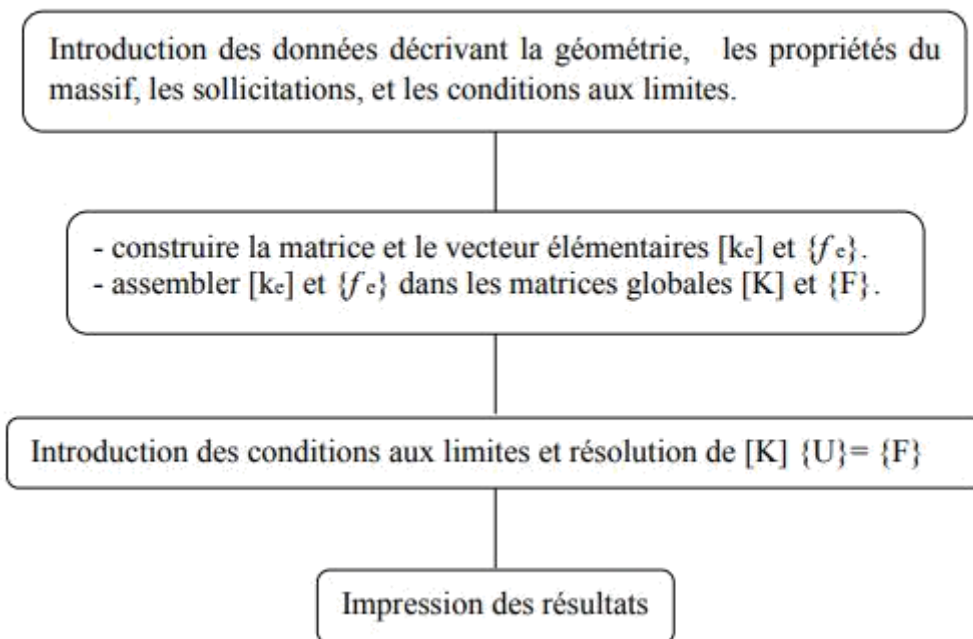 Introduction des données décrivant la géométrie, les propriétés du
massif, les sollicitations, et les conditions aux limites.
- construire la matrice et le vecteur élémentaires [ke] et {fe}.
- assembler [ke] et {fe} dans les matrices globales [K] et {F}.
Introduction des conditions aux limites et résolution de [K] {U}= {F}
Impression des résultats